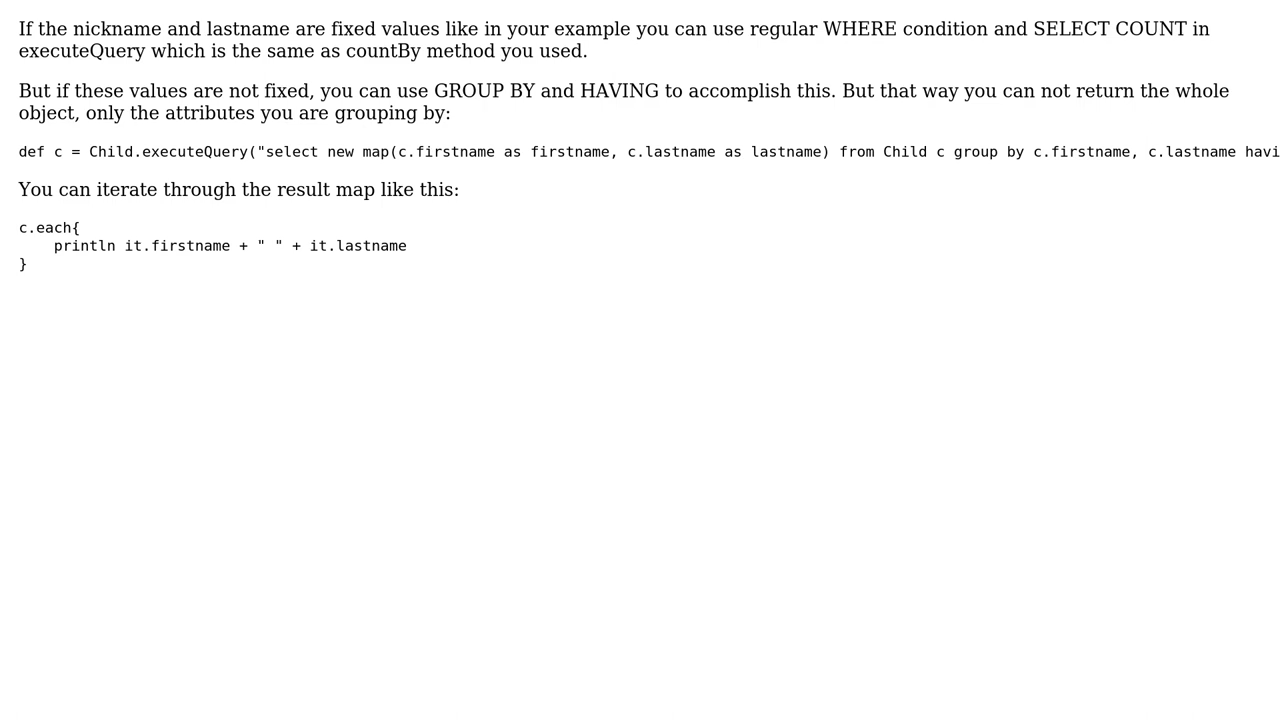 If the nickname and lastname are fixed values like in your example you can use regular WHERE condition and SELECT COUNT in
executeQuery which is the same as countBy method you used.
But if these values are not fixed, you can use GROUP BY and HAVING to accomplish this. But that way you can not return the whole
object, only the attributes you are grouping by:
def c = Child.executeQuery("select new map(c.firstname as firstname, c.lastname as lastname) from Child c group by c.firstname, c.lastname havi
You can iterate through the result map like this:
c.each{
    println it.firstname + " " + it.lastname
}